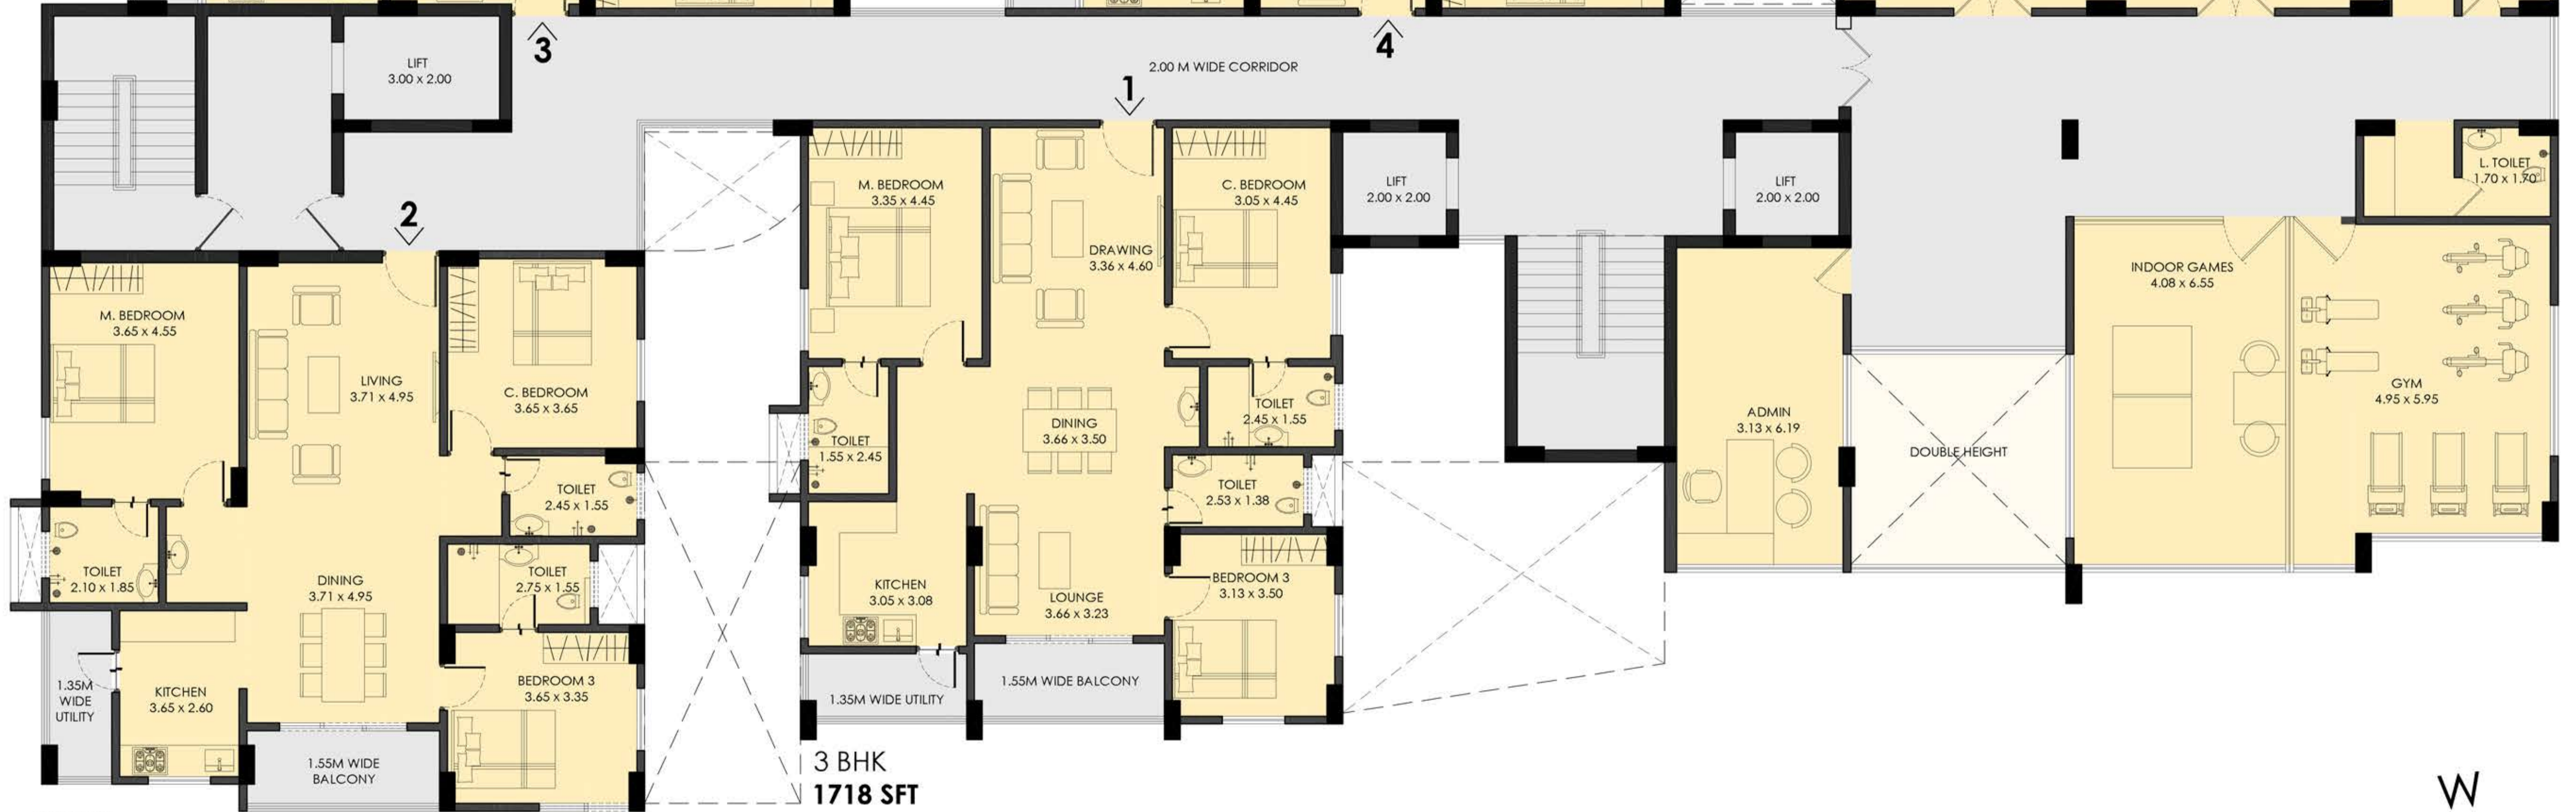 3
4
LIFT
3.00 x 2.00
2.00 M WIDE CORRIDOR
1
2
M. BEDROOM
3.35 x 4.45
DRAWING
3.36 x 4.60
C. BEDROOM
3.05 x 4.45
LIFT
2.00 x 2.00
LIFT
2.00 x 2.00
L. TOILET
1.70 x 1.70
M. BEDROOM
3.65 x 4.55
LIVING
3.71 x 4.95
C. BEDROOM
3.65 x 3.65
TOILET
2.45 x 1.55
TOILET
2.10 x 1.85
DINING
3.71 x 4.95
TOILET
2.75 x 1.55
1.35M
WIDE
UTILITY
KITCHEN
3.65 x 2.60
BEDROOM 3
3.65 x 3.35
1.55M WIDE
BALCONY
TOILET
1.55 x 2.45
DINING
3.66 x 3.50
TOILET
2.45 x 1.55
TOILET
2.53 x 1.38
KITCHEN
3.05 x 3.08
LOUNGE
3.66 x 3.23
BEDROOM 3
3.13 x 3.50
1.35M WIDE UTILITY
1.55M WIDE BALCONY
3 BHK
1718 SFT
ADMIN
3.13 x 6.19
DOUBLE HEIGHT
INDOOR GAMES
4.08 x 6.55
GYM
4.95 x 5.95
W